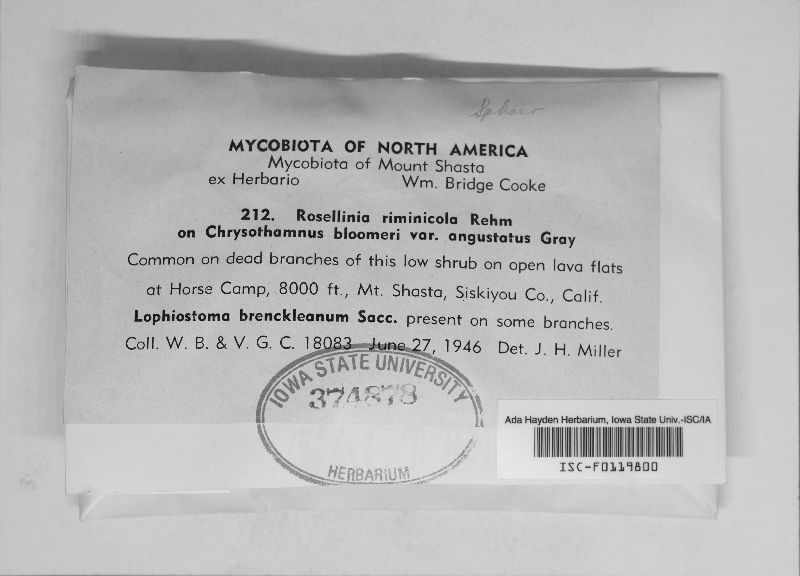 Sphaer
MYCOBIOTA OF NORTH AMERICA
Mycobiota of Mount Shasta
ex Herbario Wm. Bridge Cooke
212. Rosellinia riminicola Rehm
on Chrysothamnus bloomeri var. angustatus Gray
Common on dead branches of this low shrub on open lava flats
at Horse Camp, 8000 ft., Mt. Shasta, Siskiyou Co., Calif.
Lophiostoma brenckleanum Sacc. present on some branches.
Coll. W. B. & V. G. C. 18083 June 27, 1946 Det. J. H. Miller
IOWA STATE UNIVERSITY
374878
HERBARIUM
Ada Hayden Herbarium, Iowa State Univ.-ISC/IA
ISC-F0119800